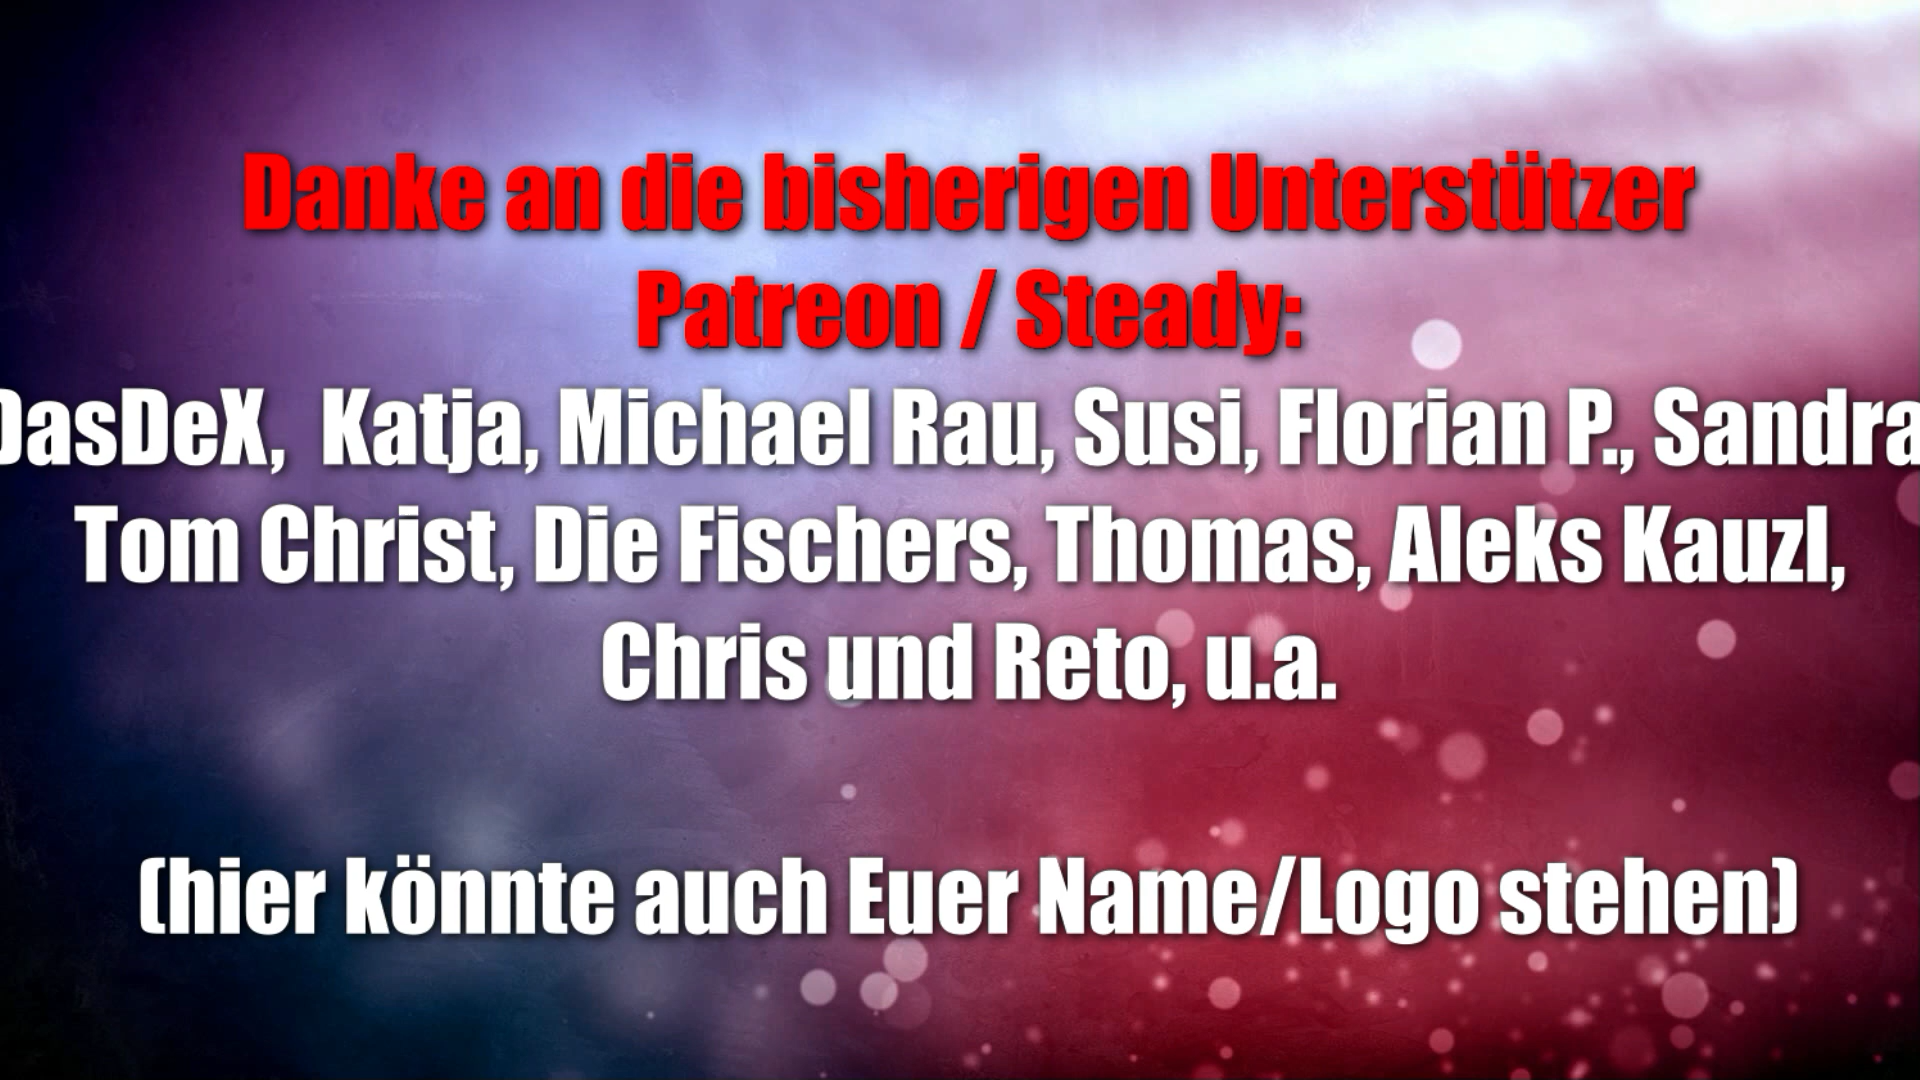 Danke an die bisherigen Unterstützer
Patreon / Steady:
DasDeX, Katja, Michael Rau, Susi, Florian P., Sandra
Tom Christ, Die Fischers, Thomas, Aleks Kauzl,
Chris und Reto, u.a.
(hier könnte auch Euer Name/Logo stehen)